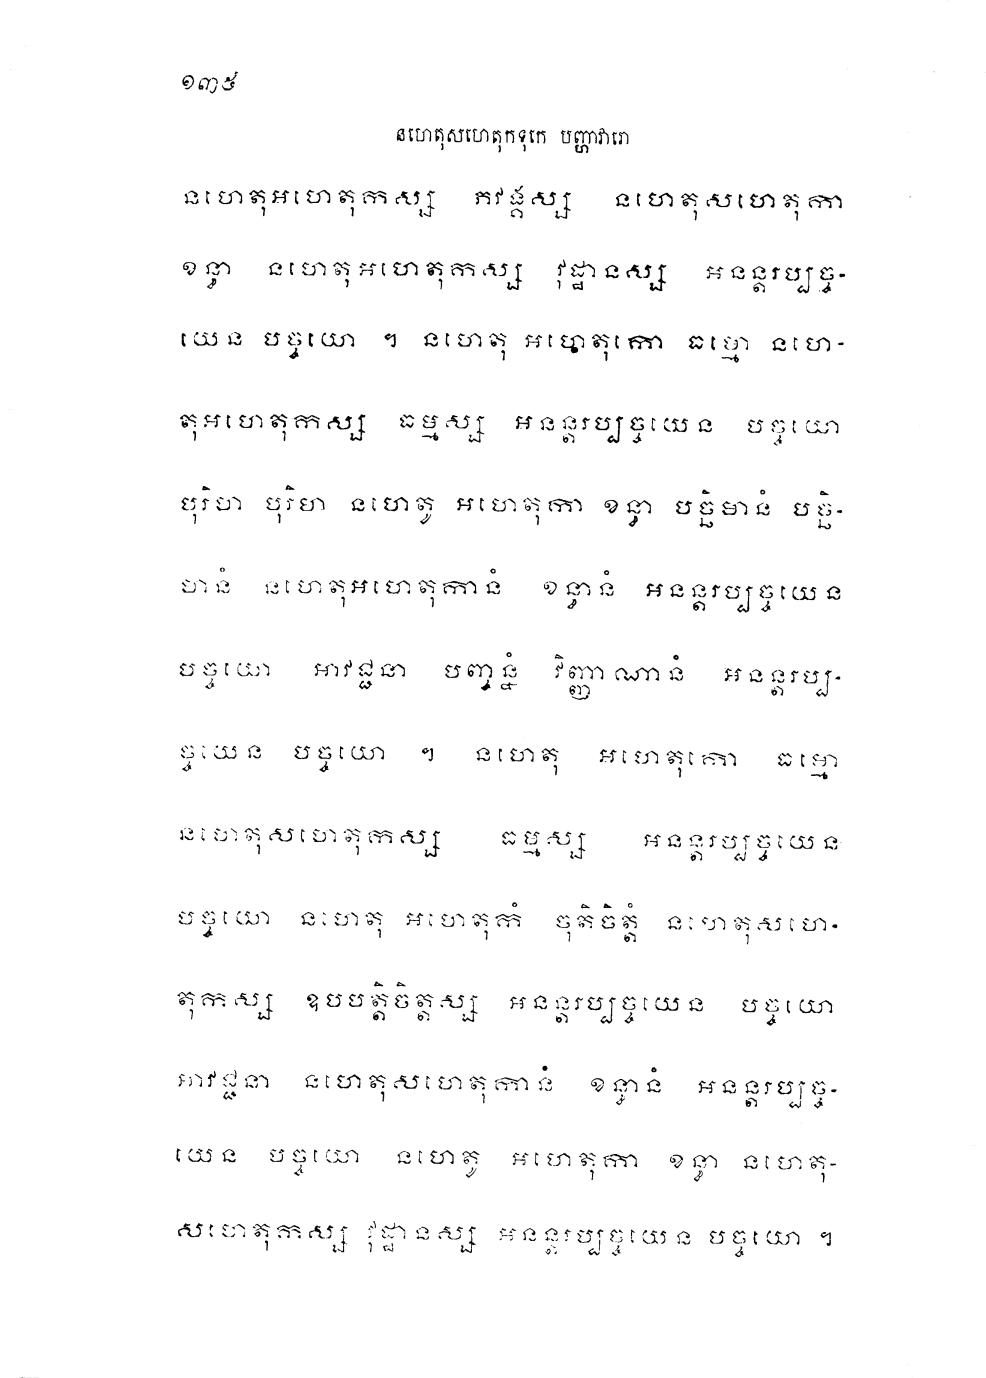 ១៣៥
នហេតុសហេតុកទុកេ បញ្ហាវារោ
នហេតុអហេតុកស្ស ភវង្គស្ស នហេតុសហេតុកា
ខន្ធា នហេតុអហេតុកស្ស វុដ្ឋានស្ស អនន្តរប្បច្ច-
យេន បច្ចយោ ។ នហេតុ អហេតុកោ ធម្មោ នហេ-
តុអហេតុកស្ស ធម្មស្ស អនន្តរប្បច្ចយេន បច្ចយោ
បុរិមា បុរិមា នហេតូ អហេតុកា ខន្ធា បច្ឆិមានំ បច្ឆិ-
មានំ នហេតុអហេតុកានំ ខន្ធានំ អនន្តរប្បច្ចយេន
បច្ចយោ អាវជ្ជនា បញ្ចន្នំ វិញ្ញាណានំ អនន្តរប្ប-
ច្ចយេន បច្ចយោ ។ នហេតុ អហេតុកោ ធម្មោ
នហេតុសហេតុកស្ស ធម្មស្ស អនន្តរប្បច្ចយេន
បច្ចយោ នហេតុ អហេតុកំ ចុតិចិត្តំ នហេតុសហេ-
តុកស្ស ឧបបត្តិចិត្តស្ស អនន្តរប្បច្ចយេន បច្ចយោ
អាវជ្ជនា នហេតុសហេតុកានំ ខន្ធានំ អនន្តរប្បច្ច-
យេន បច្ចយោ នហេតូ អហេតុកា ខន្ធា នហេតុ-
សហេតុកស្ស វុដ្ឋានស្ស អនន្តរប្បច្ចយេន បច្ចយោ ។